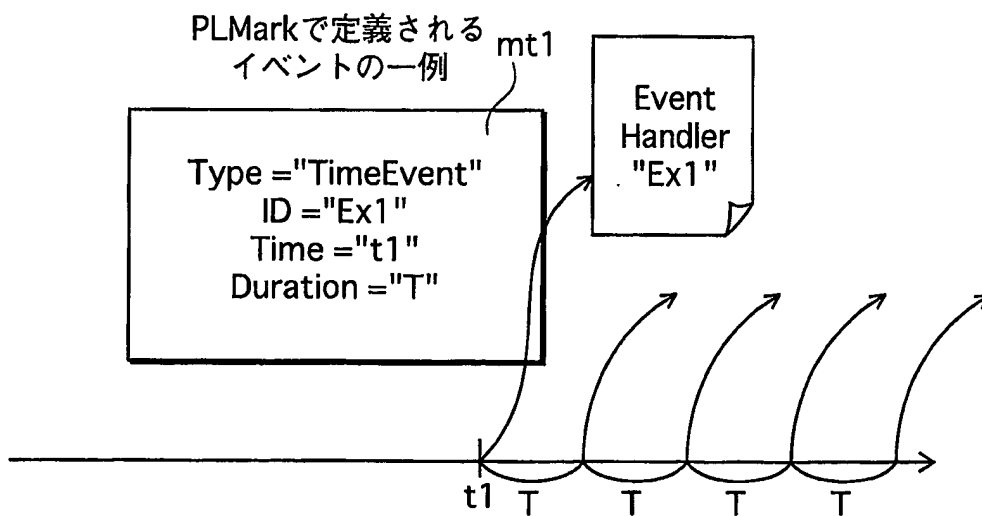 PLMarkで定義される
イベントの一例
mt1
Type ="TimeEvent"
ID ="Ex1"
Time ="t1"
Duration ="T"
Event
Handler
"Ex1"
t1
T
T
T
T